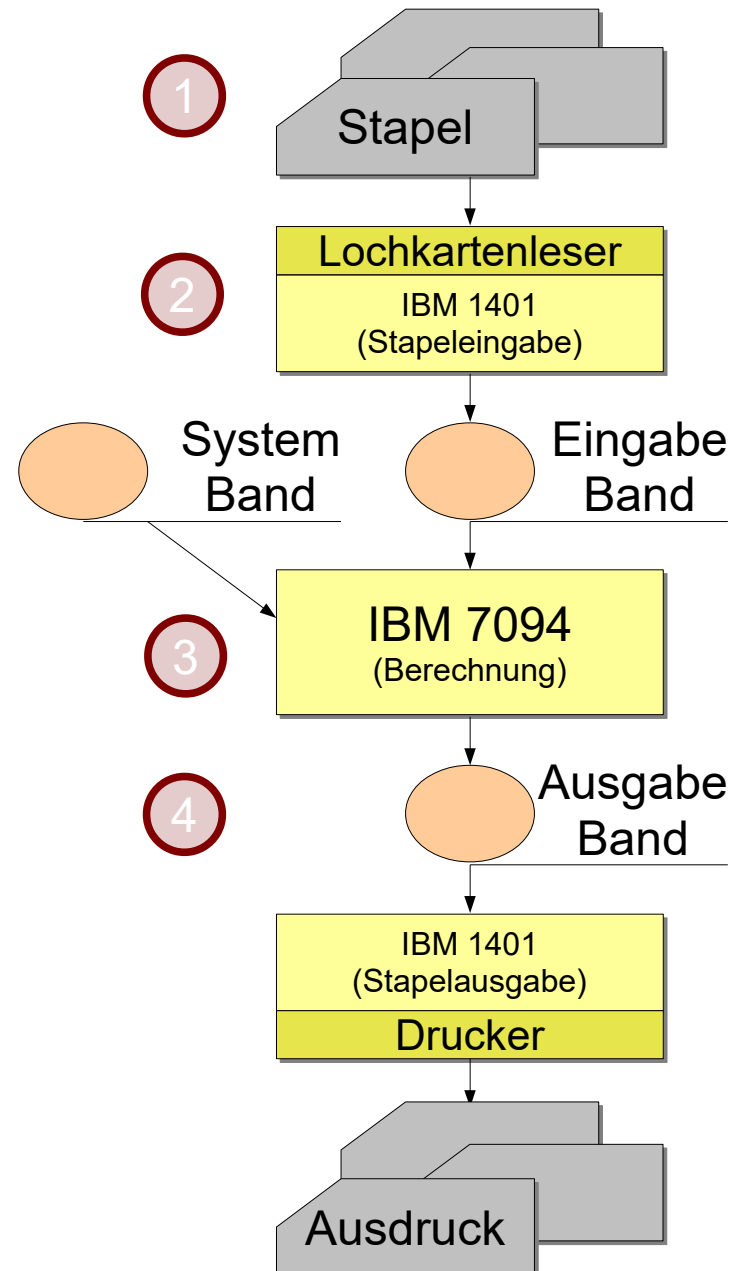 1
Stapel
Lochkartenleser
2
IBM 1401
(Stapeleingabe)
System
Band
Eingabe
Band
IBM 7094
3
(Berechnung)
Ausgabe
4
Band
IBM 1401
(Stapelausgabe)
Drucker
Ausdruck